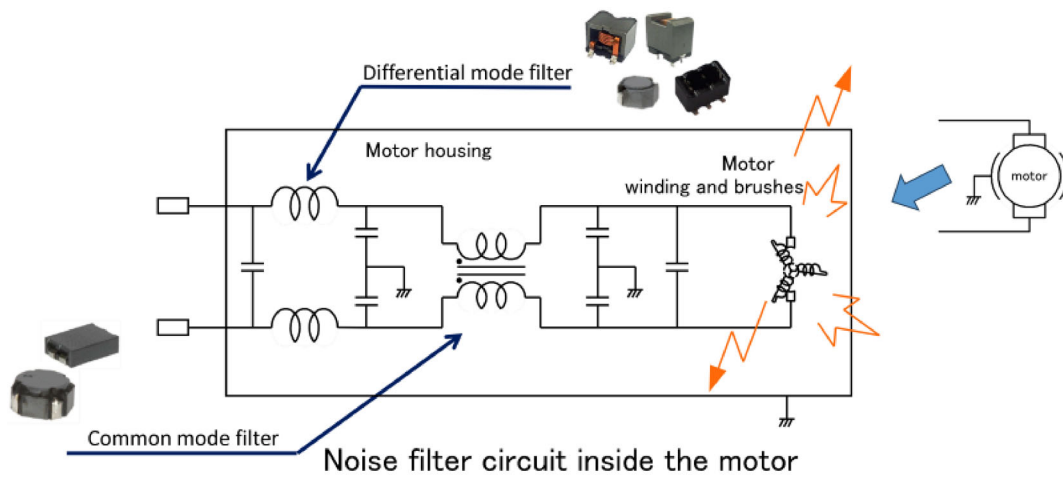 Differential mode filter
Motor housing
Motor
winding and brushes
motor
Common mode filter
Noise filter circuit inside the motor